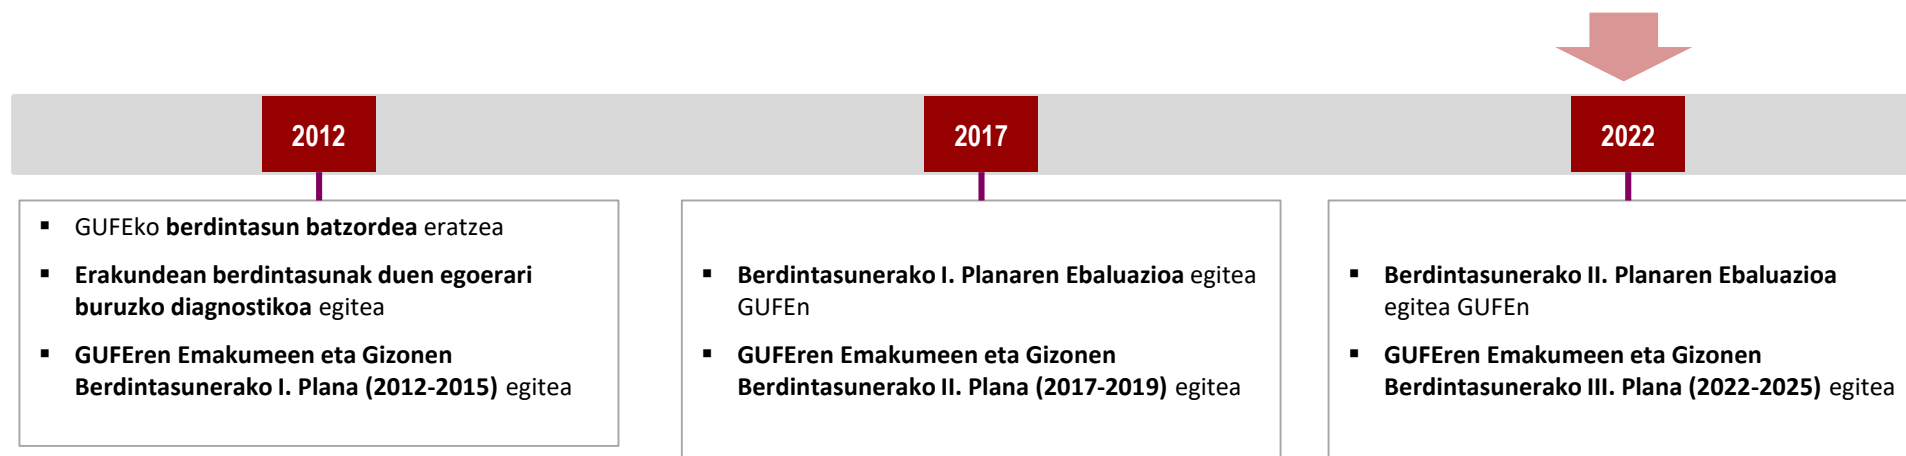 2012
2017
2022
▪ GUFEko berdintasun batzordea eratzea
▪ Erakundean berdintasunak duen egoerari
buruzko diagnostikoa egitea
▪ GUFEren Emakumeen eta Gizonen
Berdintasunerako I. Plana (2012-2015) egitea
▪ Berdintasunerako I. Planaren Ebaluazioa egitea
GUFEn
▪ GUFEren Emakumeen eta Gizonen
Berdintasunerako II. Plana (2017-2019) egitea
▪ Berdintasunerako II. Planaren Ebaluazioa
egitea GUFEn
▪ GUFEren Emakumeen eta Gizonen
Berdintasunerako III. Plana (2022-2025) egitea